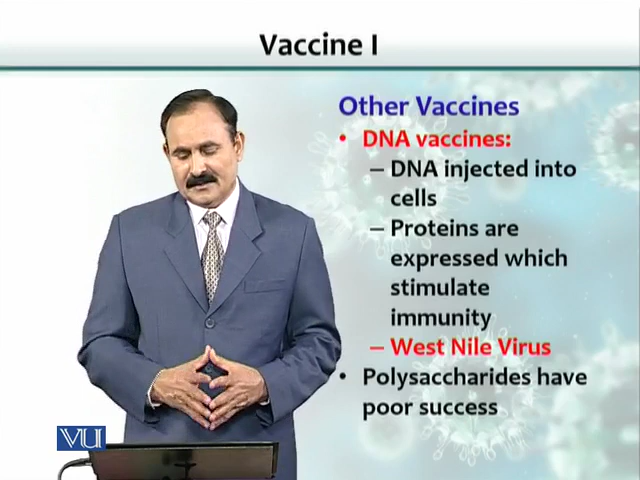 Vaccine I
Other Vaccines
• DNA vaccines:
– DNA injected into
cells
– Proteins are
expressed which
stimulate
immunity
– West Nile Virus
• Polysaccharides have
poor success
VU